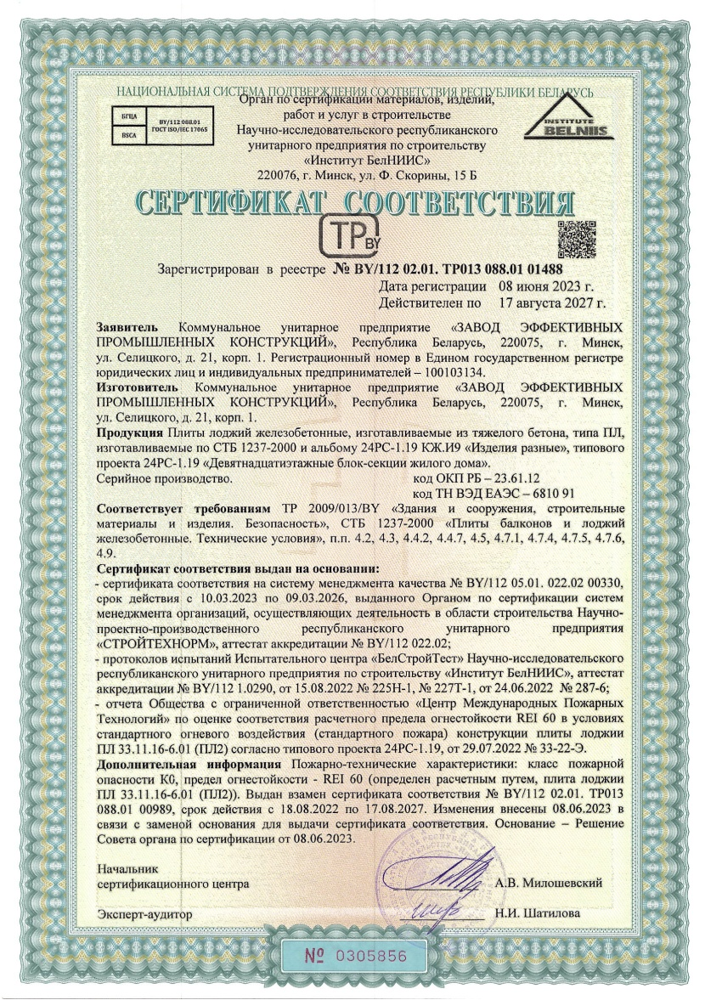 НАЦИОНАЛЬНАЯ СИСТЕМА ПОДТВЕРЖДЕНИЯ СООТВЕТСТВИЯ РЕСПУБЛИКИ БЕЛАРУСЬ
Орган по сертификации материалов, изделий,
работ и услуг в строительстве
Научно-исследовательского республиканского
унитарного предприятия по строительству
«Институт БелНИИС»
220076, г. Минск, ул. Ф. Скорины, 15 Б
БГЦА
BSCA
BY/112 088.01
ГОСТ ISO/IEC 17065
INSTITUTE
BELNIIS
СЕРТИФИКАТ СООТВЕТСТВИЯ
ТР BY
Зарегистрирован в реестре № BY/112 02.01. ТР013 088.01 01488
Дата регистрации 08 июня 2023 г.
Действителен по 17 августа 2027 г.
Заявитель Коммунальное унитарное предприятие «ЗАВОД ЭФФЕКТИВНЫХ
ПРОМЫШЛЕННЫХ КОНСТРУКЦИЙ», Республика Беларусь, 220075, г. Минск,
ул. Селицкого, д. 21, корп. 1. Регистрационный номер в Едином государственном регистре
юридических лиц и индивидуальных предпринимателей – 100103134.
Изготовитель Коммунальное унитарное предприятие «ЗАВОД ЭФФЕКТИВНЫХ
ПРОМЫШЛЕННЫХ КОНСТРУКЦИЙ», Республика Беларусь, 220075, г. Минск,
ул. Селицкого, д. 21, корп. 1.
Продукция Плиты лоджий железобетонные, изготавливаемые из тяжелого бетона, типа ПЛ,
изготавливаемые по СТБ 1237-2000 и альбому 24РС-1.19 КЖ.И9 «Изделия разные», типового
проекта 24РС-1.19 «Девятнадцатиэтажные блок-секции жилого дома».
Серийное производство. код ОКП РБ – 23.61.12
код ТН ВЭД ЕАЭС – 6810 91
Соответствует требованиям ТР 2009/013/BY «Здания и сооружения, строительные
материалы и изделия. Безопасность», СТБ 1237-2000 «Плиты балконов и лоджий
железобетонные. Технические условия», п.п. 4.2, 4.3, 4.4.2, 4.4.7, 4.5, 4.7.1, 4.7.4, 4.7.5, 4.7.6,
4.9.
Сертификат соответствия выдан на основании:
- сертификата соответствия на систему менеджмента качества № BY/112 05.01. 022.02 00330,
срок действия с 10.03.2023 по 09.03.2026, выданного Органом по сертификации систем
менеджмента организаций, осуществляющих деятельность в области строительства Научно-
проектно-производственного республиканского унитарного предприятия
«СТРОЙТЕХНОРМ», аттестат аккредитации № BY/112 022.02;
- протоколов испытаний Испытательного центра «БелСтройТест» Научно-исследовательского
республиканского унитарного предприятия по строительству «Институт БелНИИС», аттестат
аккредитации № BY/112 1.0290, от 15.08.2022 № 225Н-1, № 227Т-1, от 24.06.2022 № 287-6;
- отчета Общества с ограниченной ответственностью «Центр Международных Пожарных
Технологий» по оценке соответствия расчетного предела огнестойкости REI 60 в условиях
стандартного огневого воздействия (стандартного пожара) конструкции плиты лоджии
ПЛ 33.11.16-6.01 (ПЛ2) согласно типового проекта 24РС-1.19, от 29.07.2022 № 33-22-Э.
Дополнительная информация Пожарно-технические характеристики: класс пожарной
опасности К0, предел огнестойкости - REI 60 (определен расчетным путем, плита лоджии
ПЛ 33.11.16-6.01 (ПЛ2)). Выдан взамен сертификата соответствия № BY/112 02.01. ТР013
088.01 00989, срок действия с 18.08.2022 по 17.08.2027. Изменения внесены 08.06.2023 в
связи с заменой основания для выдачи сертификата соответствия. Основание – Решение
Совета органа по сертификации от 08.06.2023.
Начальник
сертификационного центра А.В. Милошевский
Эксперт-аудитор Н.И. Шатилова
№ 0305856